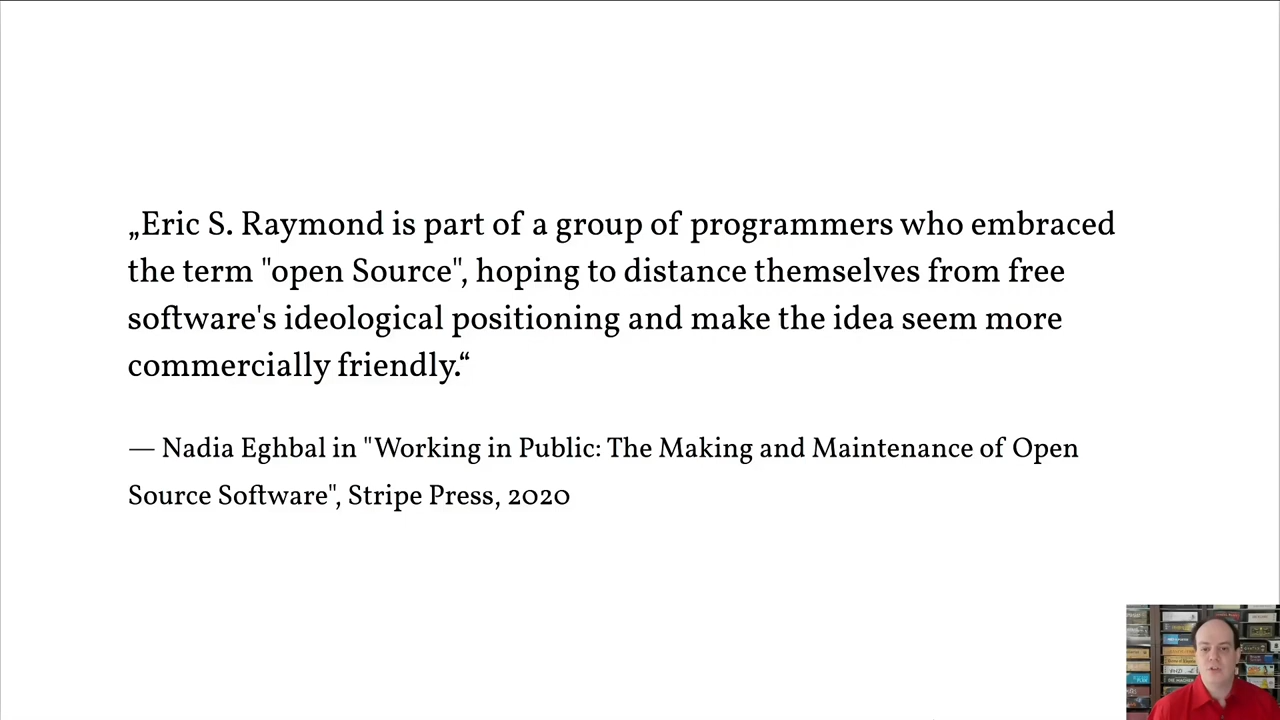 „Eric S. Raymond is part of a group of programmers who embraced
the term "open Source", hoping to distance themselves from free
software's ideological positioning and make the idea seem more
commercially friendly.“
— Nadia Eghbal in "Working in Public: The Making and Maintenance of Open
Source Software", Stripe Press, 2020